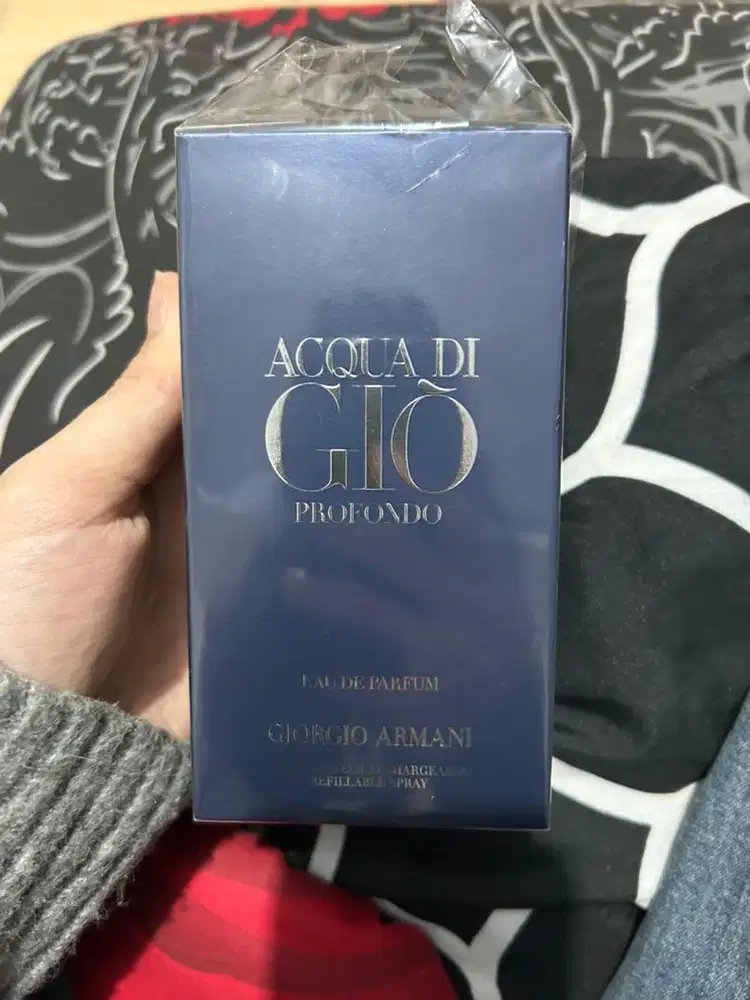 ACQUA DI
GIÒ
PROFONDO
EAU DE PARFUM
GIORGIO ARMANI
REFILLABLE SPRAY